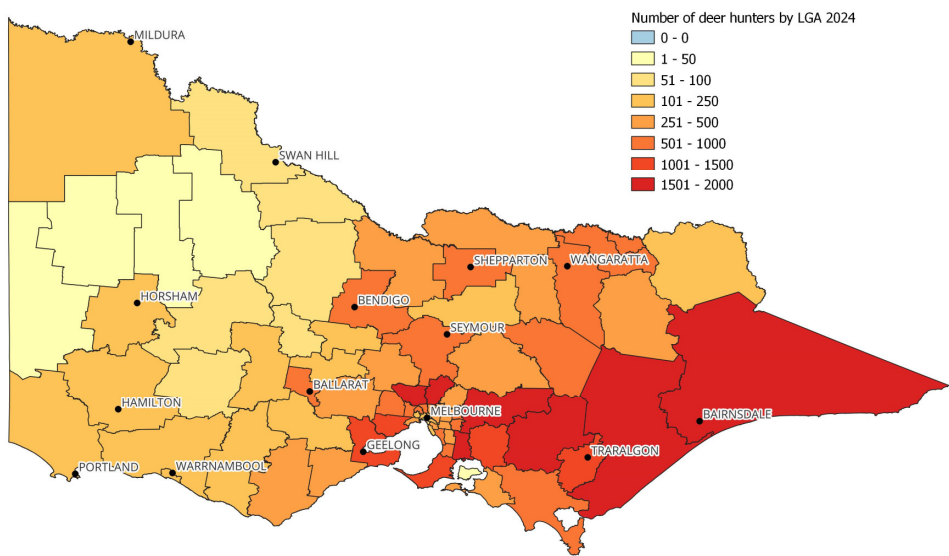 Number of deer hunters by LGA 2024
0 - 0
1 - 50
51 - 100
101 - 250
251 - 500
501 - 1000
1001 - 1500
1501 - 2000
MILDURA
SWAN HILL
SHEPPARTON
WANGARATTA
HORSHAM
BENDIGO
SEYMOUR
BALLARAT
HAMILTON
MELBOURNE
BAIRNSDALE
GEELONG
TRARALGON
PORTLAND
WARRNAMBOOL